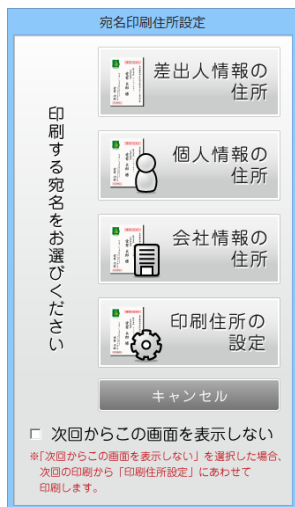 宛名印刷住所設定
印刷する宛名をお選びください
差出人情報の
住所
個人情報の
住所
会社情報の
住所
印刷住所の
設定
キャンセル
次回からこの画面を表示しない
※「次回からこの画面を表示しない」を選択した場合、
次回の印刷から「印刷住所設定」にあわせて
印刷します。